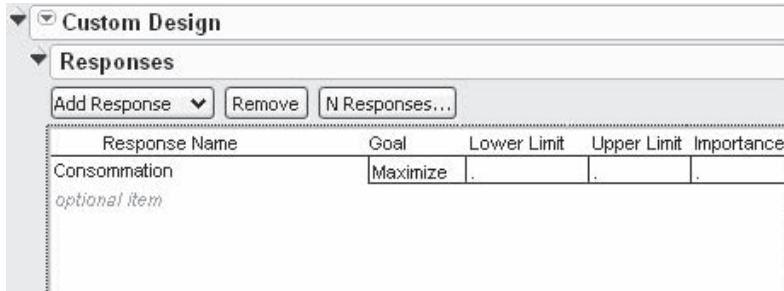 Custom Design
Responses
Add Response Remove N Responses...
Response Name Goal Lower Limit Upper Limit Importance
Consommation Maximize . . .
optional item